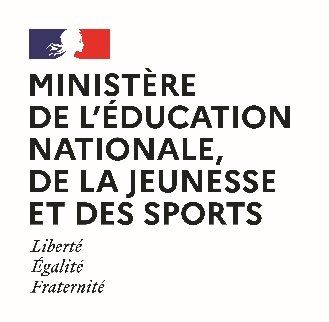 MINISTÈRE
DE L'ÉDUCATION
NATIONALE,
DE LA JEUNESSE
ET DES SPORTS
Liberté
Égalité
Fraternité